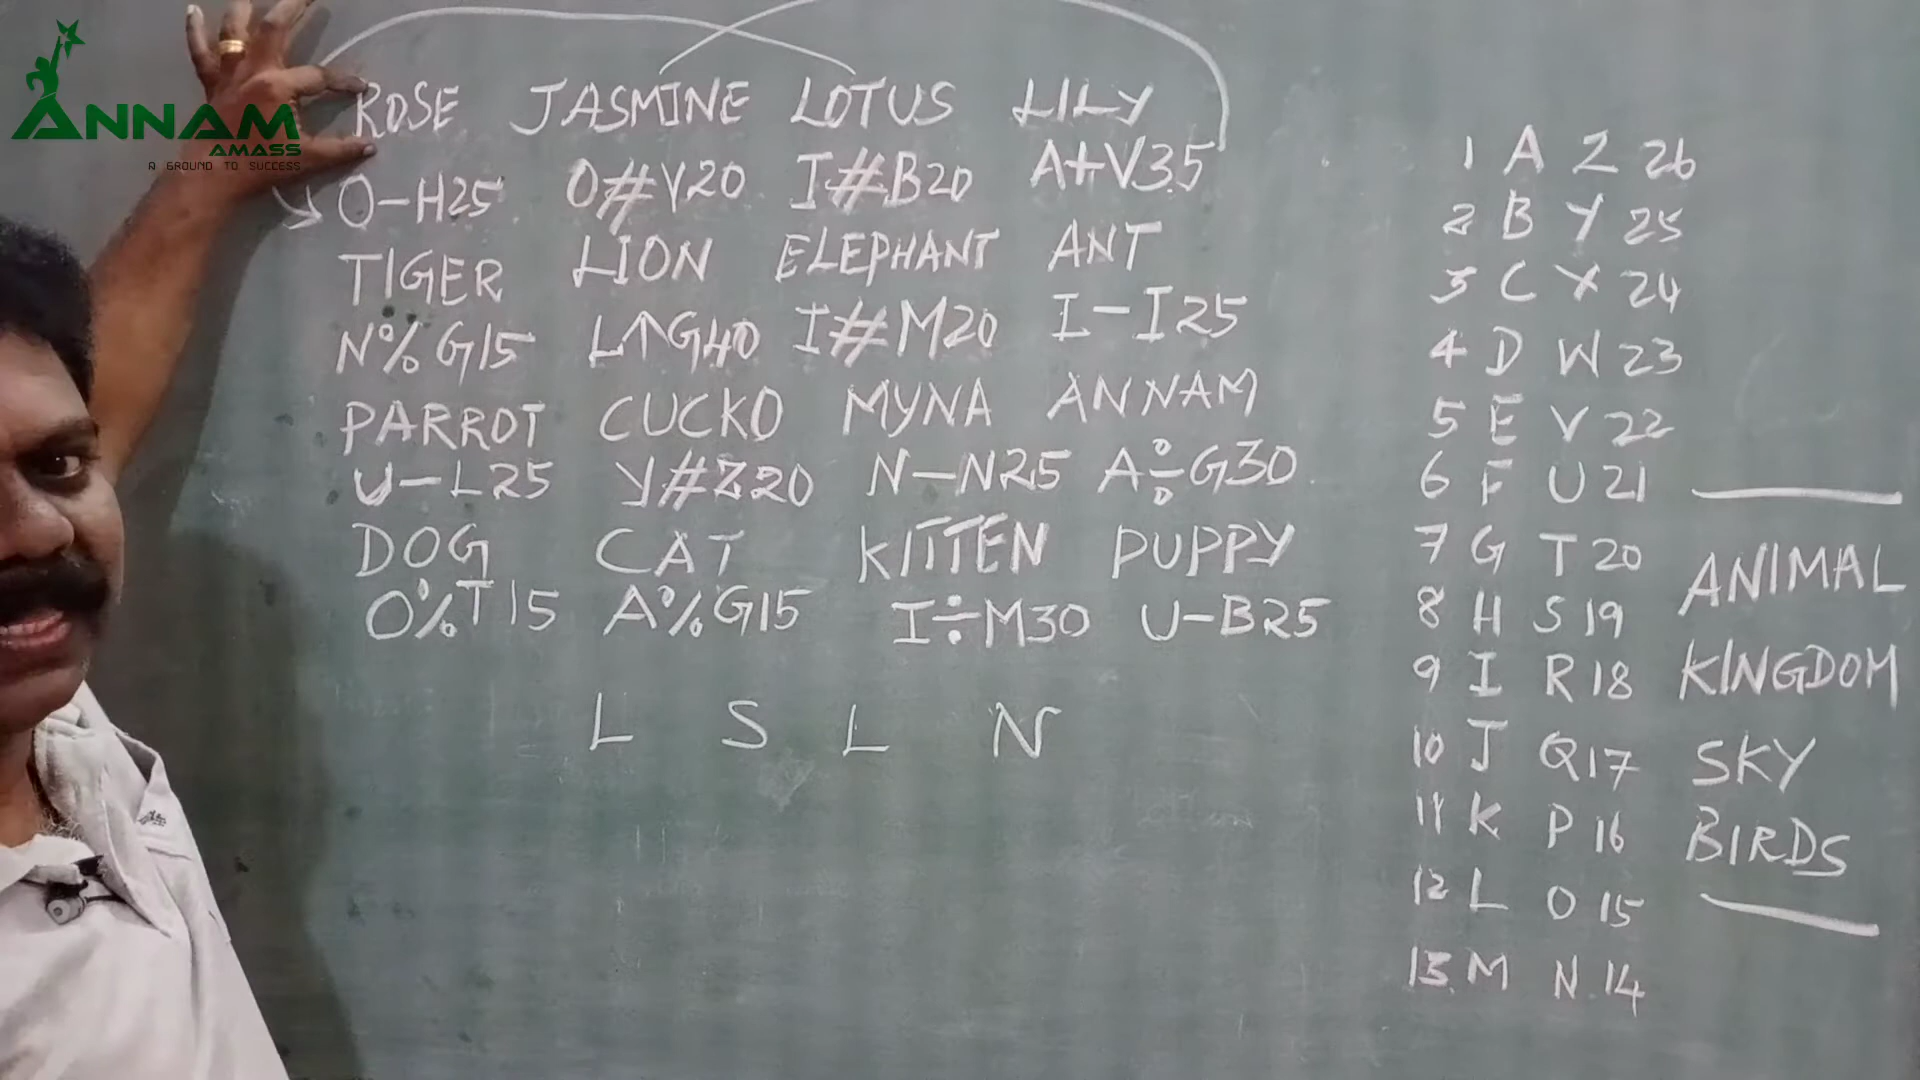 ANNAM
AMASS
A GROUND TO SUCCESS
ROSE JASMINE LOTUS LILY
O-H25 O#V20 I#B20 A+V35
TIGER LION ELEPHANT ANT
N%G15 L↑G40 I#M20 I-I25
PARROT CUCKO MYNA ANNAM
U-L25 Y#Z20 N-N25 A÷G30
DOG CAT KITTEN PUPPY
O%T15 A%G15 I÷M30 U-B25
L S L N
1 A Z 26
2 B Y 25
3 C X 24
4 D W 23
5 E V 22
6 F U 21
7 G T 20
8 H S 19
9 I R 18
10 J Q 17
11 K P 16
12 L O 15
13 M N 14
ANIMAL
KINGDOM
SKY
BIRDS